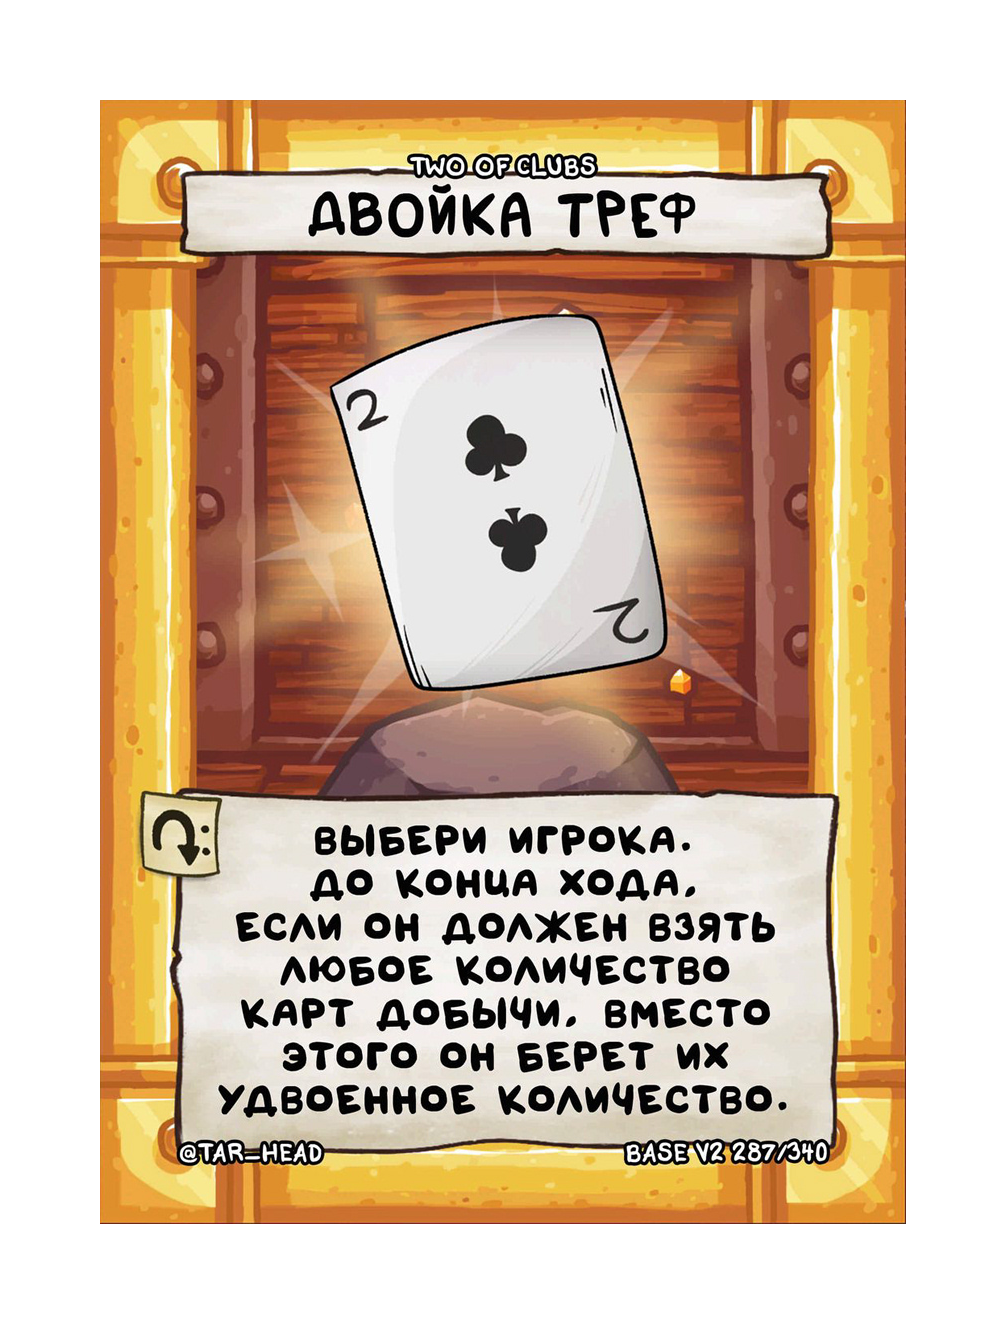 TWO OF CLUBS
ДВОЙКА ТРЕФ
2
2
ВЫБЕРИ ИГРОКА.
ДО КОНЦА ХОДА,
ЕСЛИ ОН ДОЛЖЕН ВЗЯТЬ
ЛЮБОЕ КОЛИЧЕСТВО
КАРТ ДОБЫЧИ, ВМЕСТО
ЭТОГО ОН БЕРЕТ ИХ
УДВОЕННОЕ КОЛИЧЕСТВО.
@TAR_HEAD
BASE V2 287/340